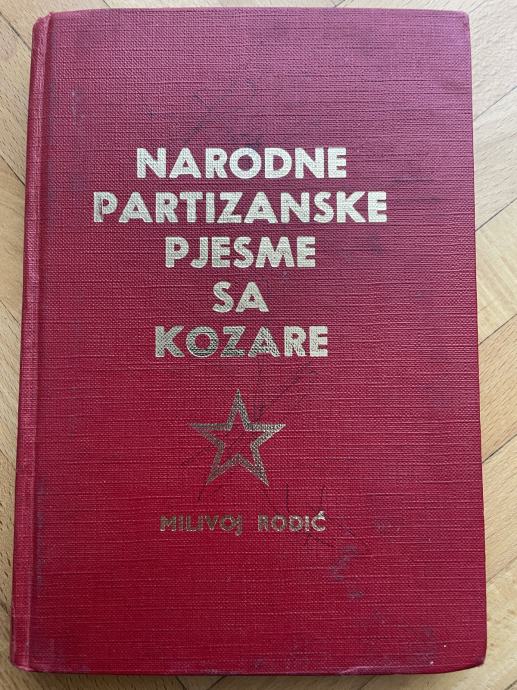 NARODNE
PARTIZANSKE
PJESME
SA
KOZARE
MILIVOJ RODIĆ